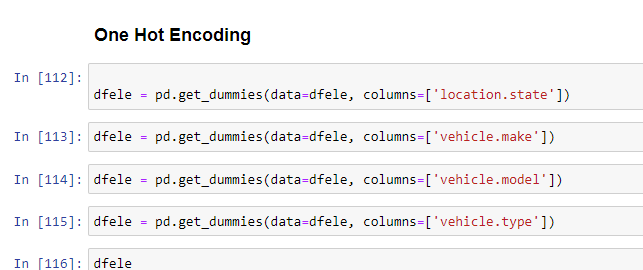 One Hot Encoding
In [112]:
dfele = pd.get_dummies(data=dfele, columns=['location.state'])
In [113]: dfele = pd.get_dummies(data=dfele, columns=['vehicle.make'])
In [114]: dfele = pd.get_dummies(data=dfele, columns=['vehicle.model'])
In [115]: dfele = pd.get_dummies(data=dfele, columns=['vehicle.type'])
In [116]: dfele